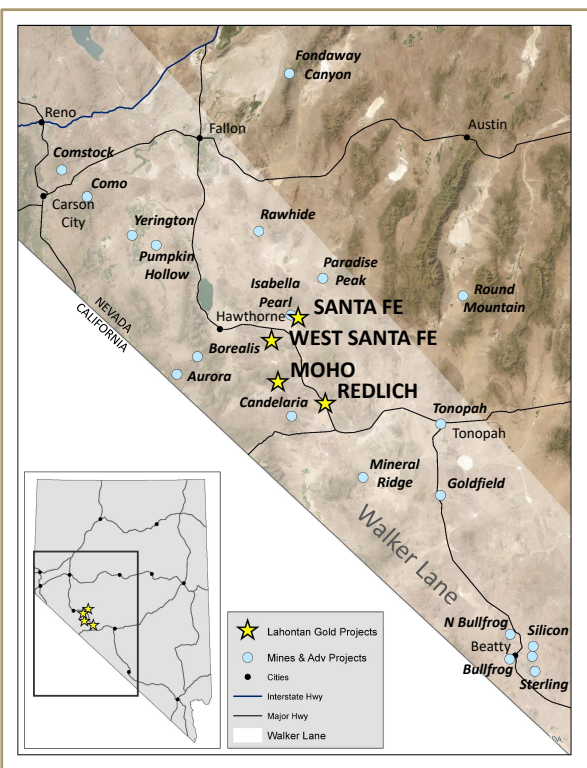 Fondaway
Canyon
Reno
Fallon
Austin
Comstock
Como
Carson
City
Yerington
Rawhide
Pumpkin
Hollow
Paradise
Peak
Isabella
Pearl
Round
Mountain
NEVADA
CALIFORNIA
SANTA FE
Hawthorne
WEST SANTA FE
Borealis
MOHO
Aurora
REDLICH
Candelaria
Tonopah
Tonopah
Mineral
Ridge
Goldfield
Walker Lane
N Bullfrog
Silicon
Beatty
Bullfrog
Sterling
Lahontan Gold Projects
Mines & Adv Projects
Cities
Interstate Hwy
Major Hwy
Walker Lane